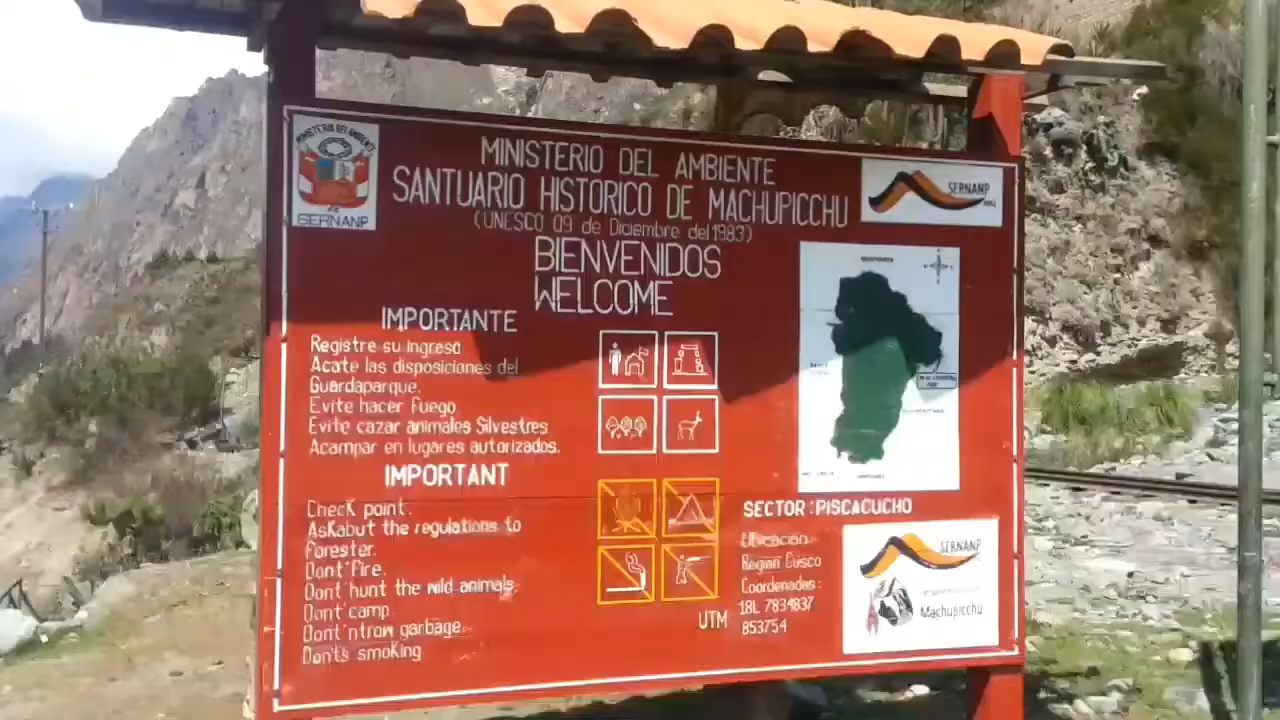 MINISTERIO DEL AMBIENTE
SERNANP
MINISTERIO DEL AMBIENTE
SANTUARIO HISTORICO DE MACHUPICCHU
(UNESCO 09 de Diciembre del 1983)
BIENVENIDOS
WELCOME
SERNANP
PERÚ
IMPORTANTE
Registre su ingreso
Acate las disposiciones del
Guardaparque.
Evite hacer fuego
Evite cazar animales Silvestres
Acampar en lugares autorizados.
IMPORTANT
Check point.
Askabut the regulations to
forester.
Dont'fire.
Dont'hunt the wild animals.
Dont'camp.
Dont'ntrow garbage.
Don'ts smoking
SECTOR : PISCACUCHO
Ubicación
Region Cusco
Coordenadas :
18L 7834837
UTM 853754
SERNANP
Machupicchu